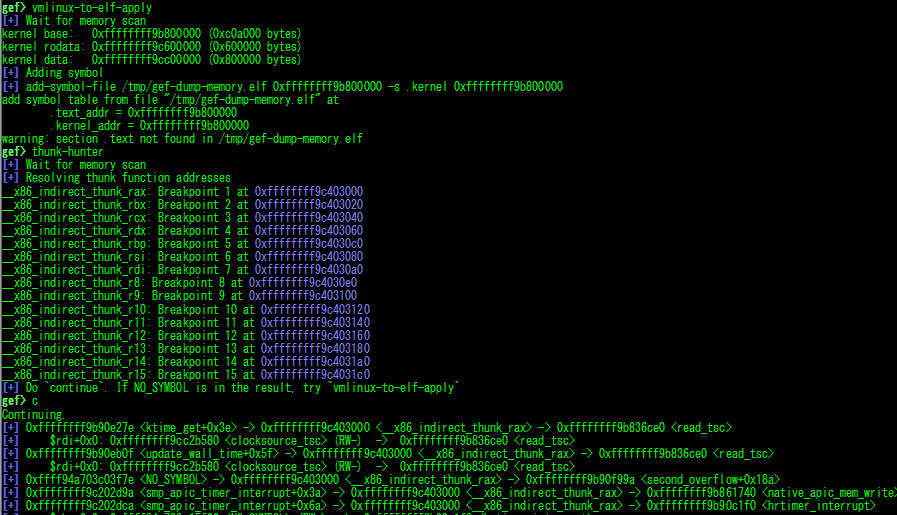 gef> vmlinux-to-elf-apply
[+] Wait for memory scan
kernel base:   0xffffffff9b800000 (0xc0a000 bytes)
kernel rodata: 0xffffffff9c600000 (0x600000 bytes)
kernel data:   0xffffffff9cc00000 (0x800000 bytes)
[+] Adding symbol
[+] add-symbol-file /tmp/gef-dump-memory.elf 0xffffffff9b800000 -s .kernel 0xffffffff9b800000
add symbol table from file "/tmp/gef-dump-memory.elf" at
.text_addr = 0xffffffff9b800000
.kernel_addr = 0xffffffff9b800000
warning: section .text not found in /tmp/gef-dump-memory.elf
gef> thunk-hunter
[+] Wait for memory scan
[+] Resolving thunk function addresses
__x86_indirect_thunk_rax: Breakpoint 1 at 0xffffffff9c403000
__x86_indirect_thunk_rbx: Breakpoint 2 at 0xffffffff9c403020
__x86_indirect_thunk_rcx: Breakpoint 3 at 0xffffffff9c403040
__x86_indirect_thunk_rdx: Breakpoint 4 at 0xffffffff9c403060
__x86_indirect_thunk_rbp: Breakpoint 5 at 0xffffffff9c4030c0
__x86_indirect_thunk_rsi: Breakpoint 6 at 0xffffffff9c403080
__x86_indirect_thunk_rdi: Breakpoint 7 at 0xffffffff9c4030a0
__x86_indirect_thunk_r8: Breakpoint 8 at 0xffffffff9c4030e0
__x86_indirect_thunk_r9: Breakpoint 9 at 0xffffffff9c403100
__x86_indirect_thunk_r10: Breakpoint 10 at 0xffffffff9c403120
__x86_indirect_thunk_r11: Breakpoint 11 at 0xffffffff9c403140
__x86_indirect_thunk_r12: Breakpoint 12 at 0xffffffff9c403160
__x86_indirect_thunk_r13: Breakpoint 13 at 0xffffffff9c403180
__x86_indirect_thunk_r14: Breakpoint 14 at 0xffffffff9c4031a0
__x86_indirect_thunk_r15: Breakpoint 15 at 0xffffffff9c4031c0
[+] Do `continue`. If NO_SYMBOL is in the result, try `vmlinux-to-elf-apply`
gef> c
Continuing.
[+] 0xffffffff9b90e27e <ktime_get+0x3e> -> 0xffffffff9c403000 <__x86_indirect_thunk_rax> -> 0xffffffff9b836ce0 <read_tsc>
[+]     $rdi+0x0: 0xffffffff9cc2b580 <clocksource_tsc> (RW-)  ->  0xffffffff9b836ce0 <read_tsc>
[+] 0xffffffff9b90eb0f <update_wall_time+0x5f> -> 0xffffffff9c403000 <__x86_indirect_thunk_rax> -> 0xffffffff9b836ce0 <read_tsc>
[+]     $rdi+0x0: 0xffffffff9cc2b580 <clocksource_tsc> (RW-)  ->  0xffffffff9b836ce0 <read_tsc>
[+] 0xffff94a703c03f7e <NO_SYMBOL> -> 0xffffffff9c403000 <__x86_indirect_thunk_rax> -> 0xffffffff9b90f99a <second_overflow+0x18a>
[+] 0xffffffff9c202d9a <smp_apic_timer_interrupt+0x3a> -> 0xffffffff9c403000 <__x86_indirect_thunk_rax> -> 0xffffffff9b861740 <native_apic_mem_write>
[+] 0xffffffff9c202dca <smp_apic_timer_interrupt+0x6a> -> 0xffffffff9c403000 <__x86_indirect_thunk_rax> -> 0xffffffff9b90c1f0 <hrtimer_interrupt>